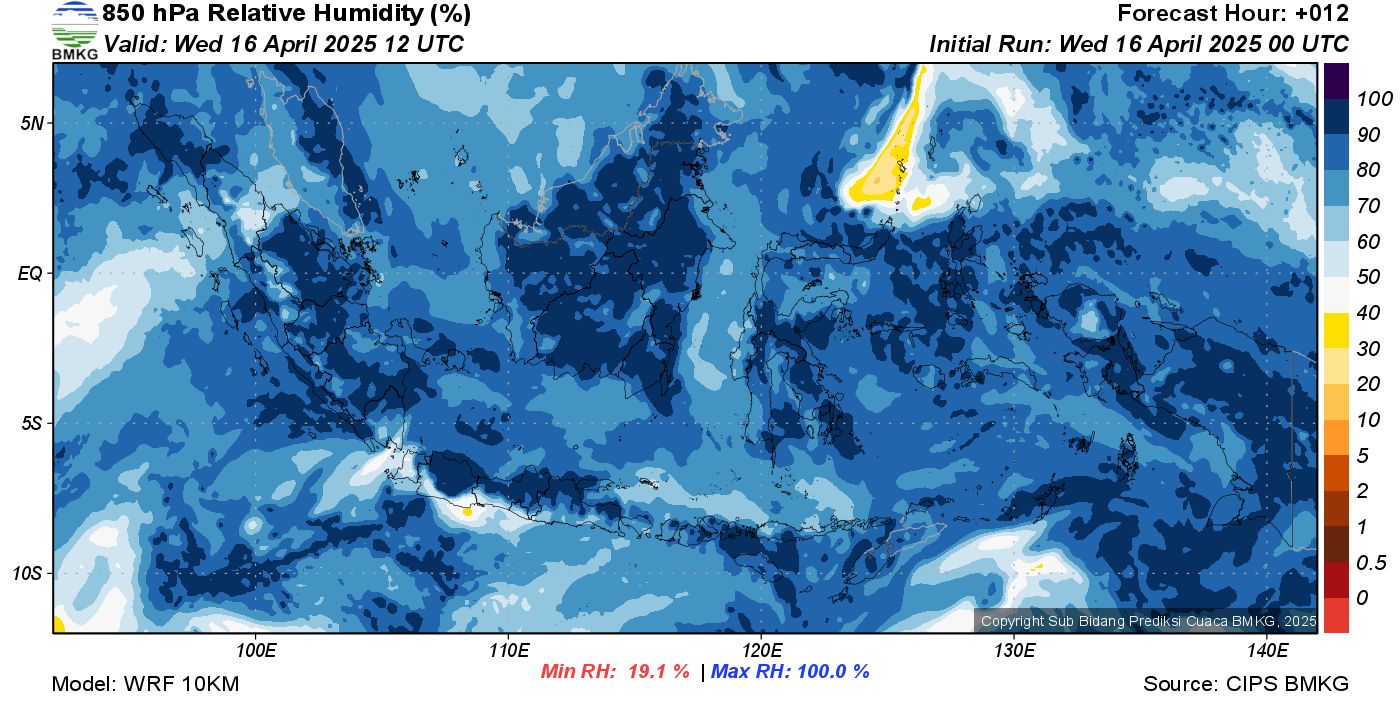 850 hPa Relative Humidity (%)
Forecast Hour: +012
BMKG
Valid: Wed 16 April 2025 12 UTC
Initial Run: Wed 16 April 2025 00 UTC
5N
EQ
5S
10S
100
90
80
70
60
50
40
30
20
10
5
2
1
0.5
0
Copyright Sub Bidang Prediksi Cuaca BMKG, 2025
100E
110E
120E
130E
140E
Min RH: 19.1 % | Max RH: 100.0 %
Model: WRF 10KM
Source: CIPS BMKG